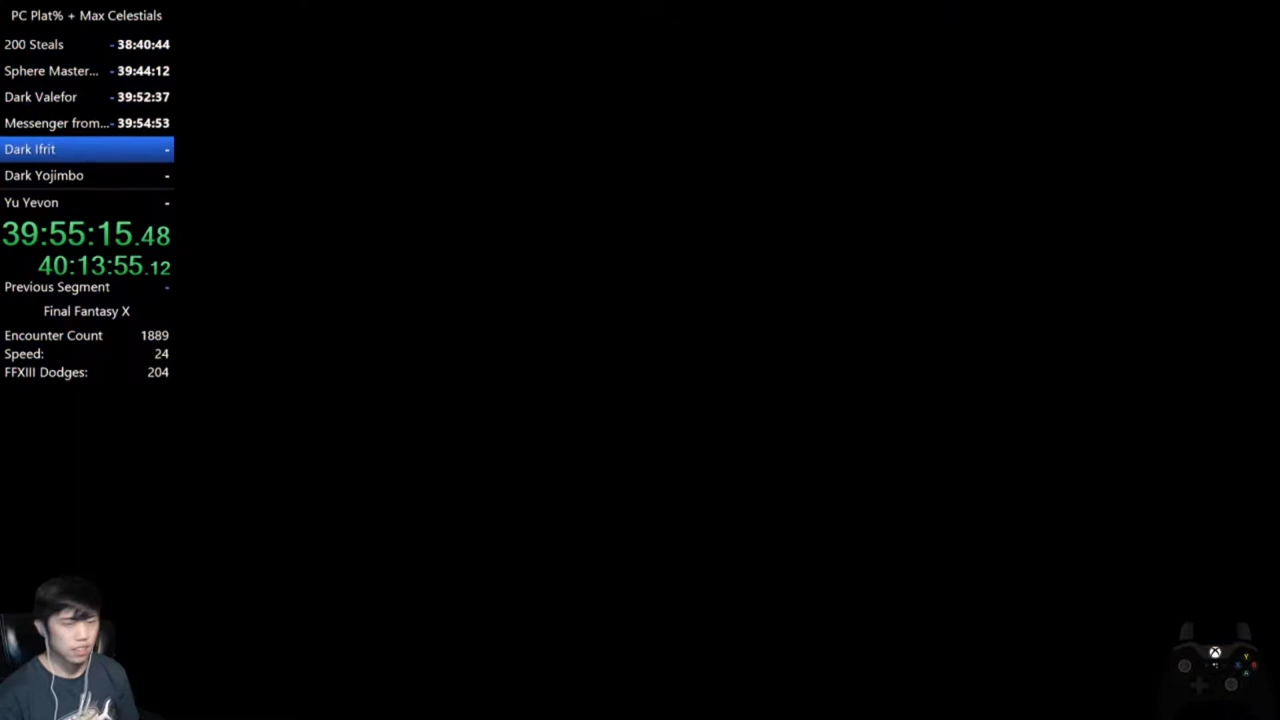 PC Plat% + Max Celestials
200 Steals - 38:40:44
Sphere Master... - 39:44:12
Dark Valefor - 39:52:37
Messenger from... - 39:54:53
Dark Ifrit -
Dark Yojimbo -
Yu Yevon -
39:55:15.48
40:13:55.12
Previous Segment -
Final Fantasy X
Encounter Count 1889
Speed: 24
FFXIII Dodges: 204